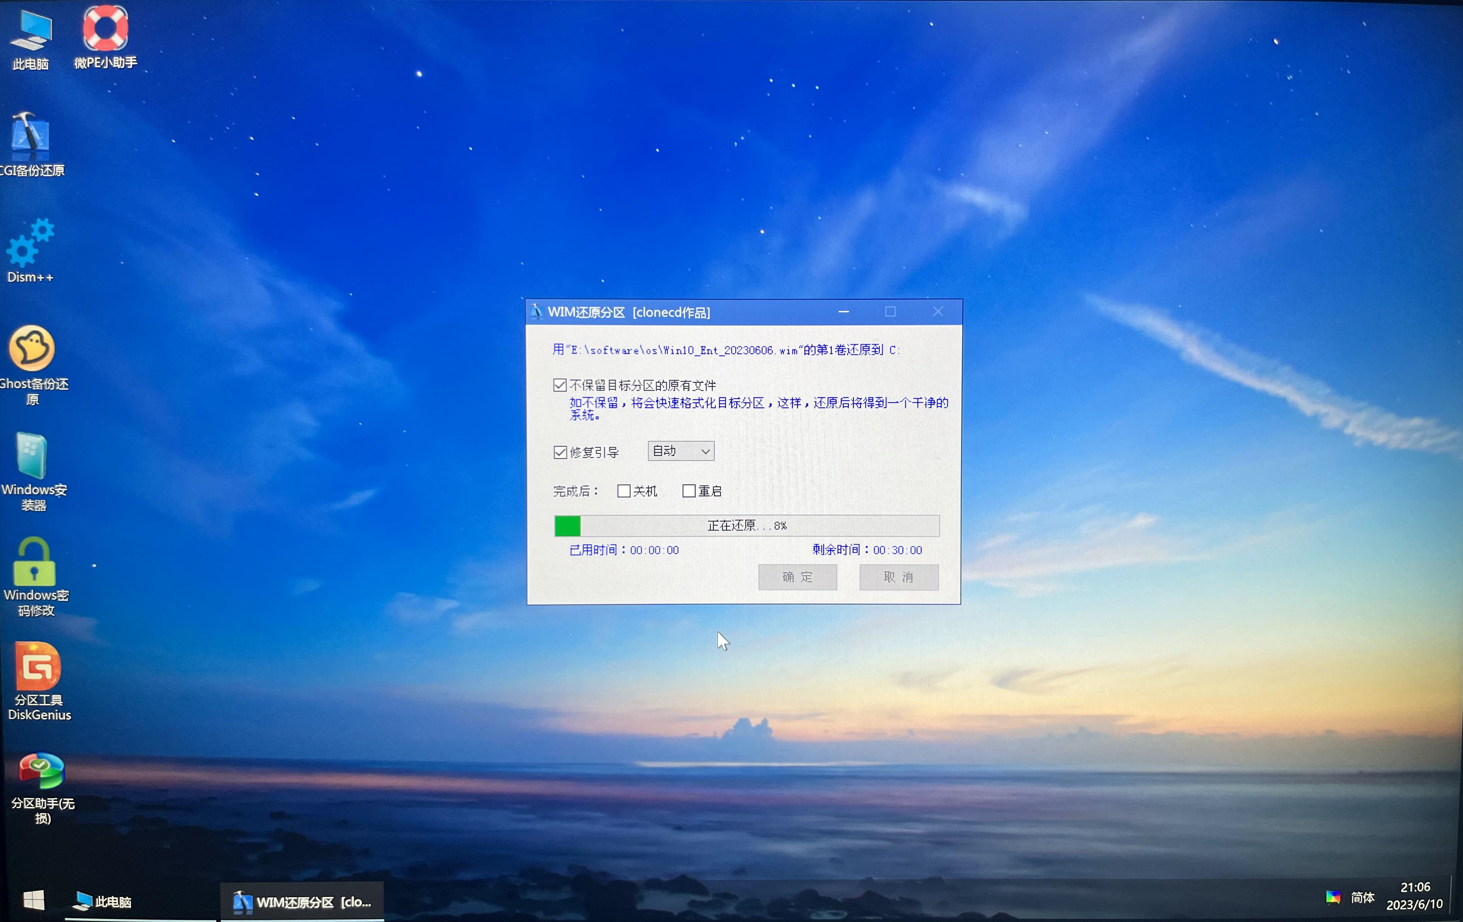 此电脑
微PE小助手
CGI备份还原
Dism++
Ghost备份还
原
Windows安
装器
Windows密
码修改
分区工具
DiskGenius
分区助手(无
损)
WIM还原分区 [clonecd作品]
用"E:\software\os\Win10_Ent_20230606.wim"的第1卷还原到 C:
不保留目标分区的原有文件
如不保留，将会快速格式化目标分区，这样，还原后将得到一个干净的
系统。
修复引导 自动
完成后： 关机 重启
正在还原...8%
已用时间：00:00:00 剩余时间：00:30:00
确 定 取 消
此电脑
WIM还原分区 [clo...
简体
21:06
2023/6/10